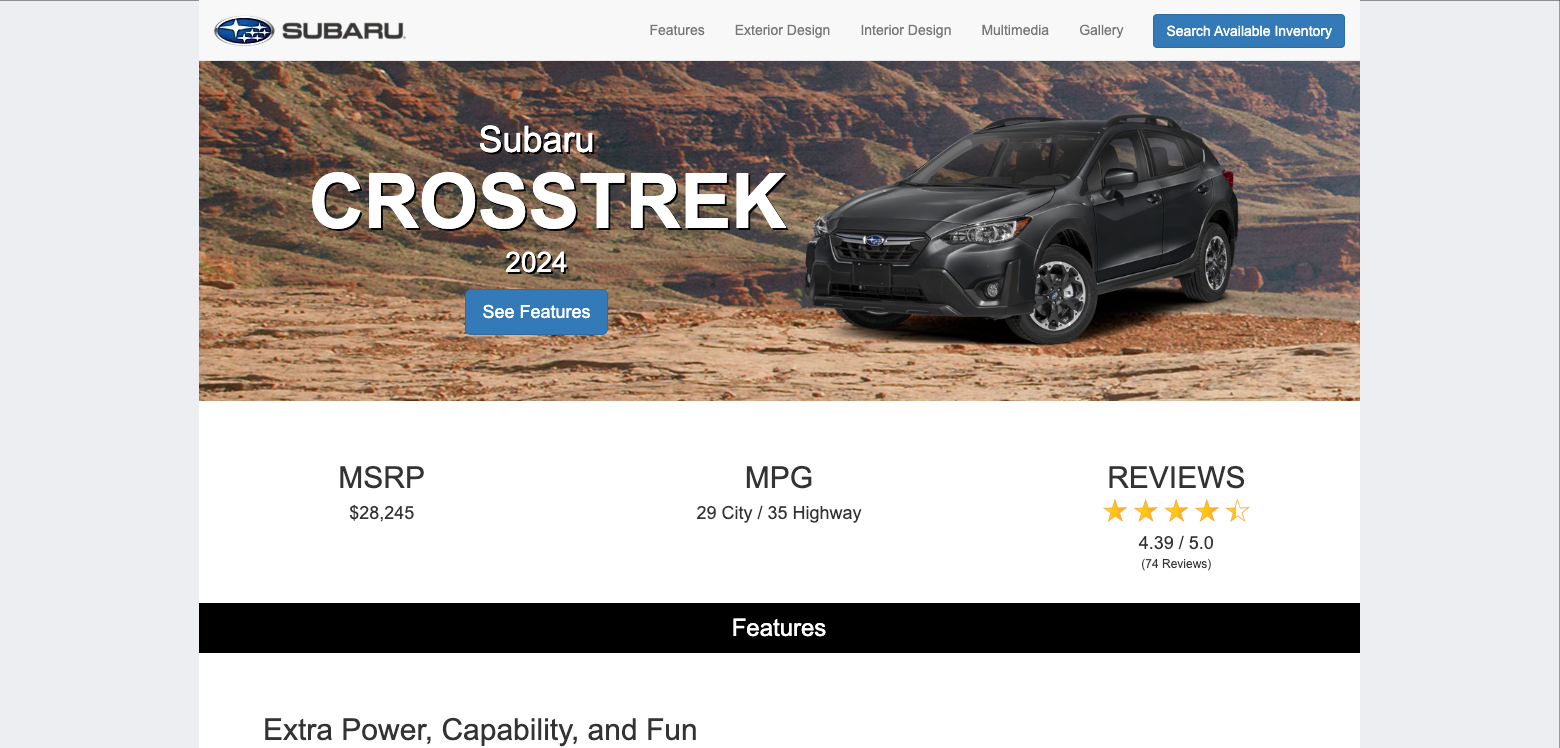 SUBARU
Features
Exterior Design
Interior Design
Multimedia
Gallery
Search Available Inventory
Subaru
CROSSTREK
2024
See Features
MSRP
$28,245
MPG
29 City / 35 Highway
REVIEWS
4.39 / 5.0
(74 Reviews)
Features
Extra Power, Capability, and Fun